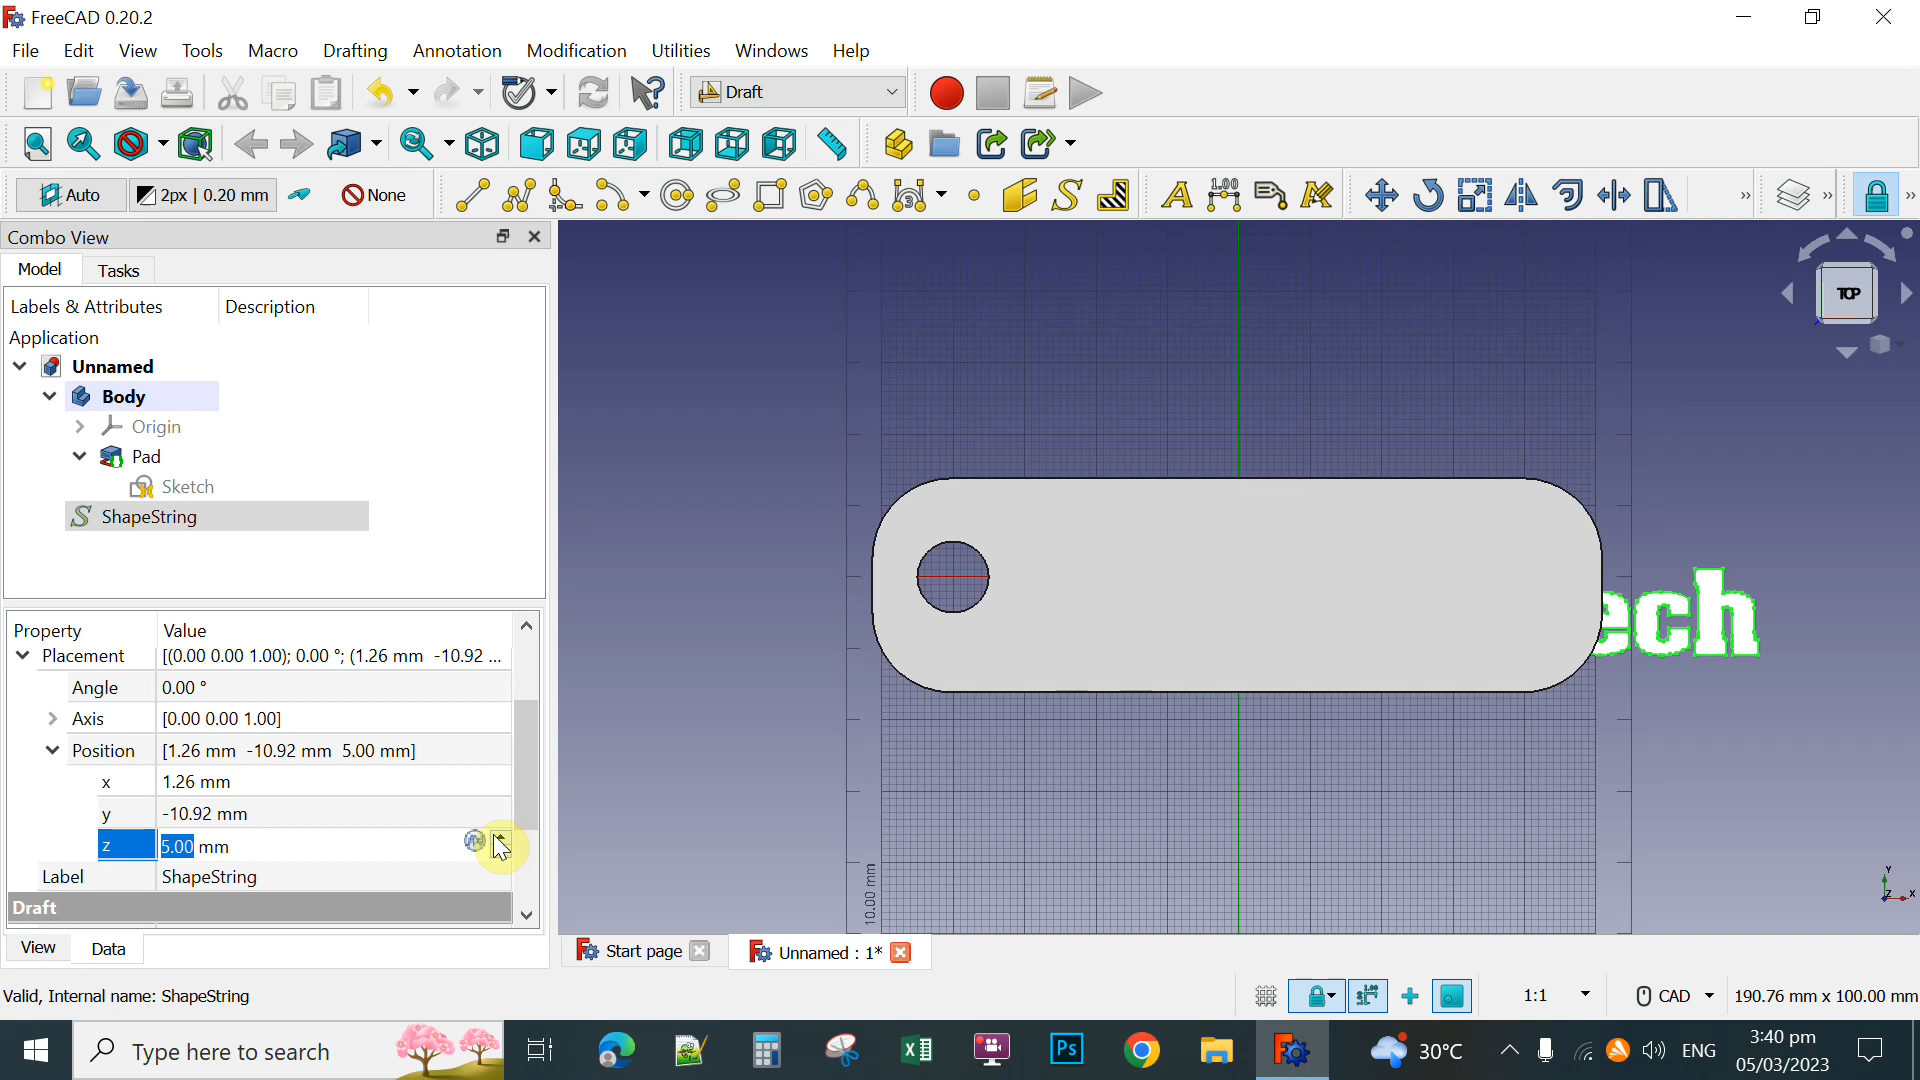 FreeCAD 0.20.2
File Edit View Tools Macro Drafting Annotation Modification Utilities Windows Help
Draft
Auto 2px | 0.20 mm None 1.00
Combo View
Model Tasks
Labels & Attributes Description
Application
Unnamed
Body
Origin
Pad
Sketch
ShapeString
Property Value
Placement [(0.00 0.00 1.00); 0.00 °; (1.26 mm -10.92 ...
Angle 0.00 °
Axis [0.00 0.00 1.00]
Position [1.26 mm -10.92 mm 5.00 mm]
x 1.26 mm
y -10.92 mm
z 5.00 mm
Label ShapeString
Draft
View Data
TOP
ech
10.00 mm
Y
Z X
Start page Unnamed : 1*
Valid, Internal name: ShapeString
1:1 CAD 190.76 mm x 100.00 mm
Type here to search
Ps
30°C ENG
3:40 pm
05/03/2023